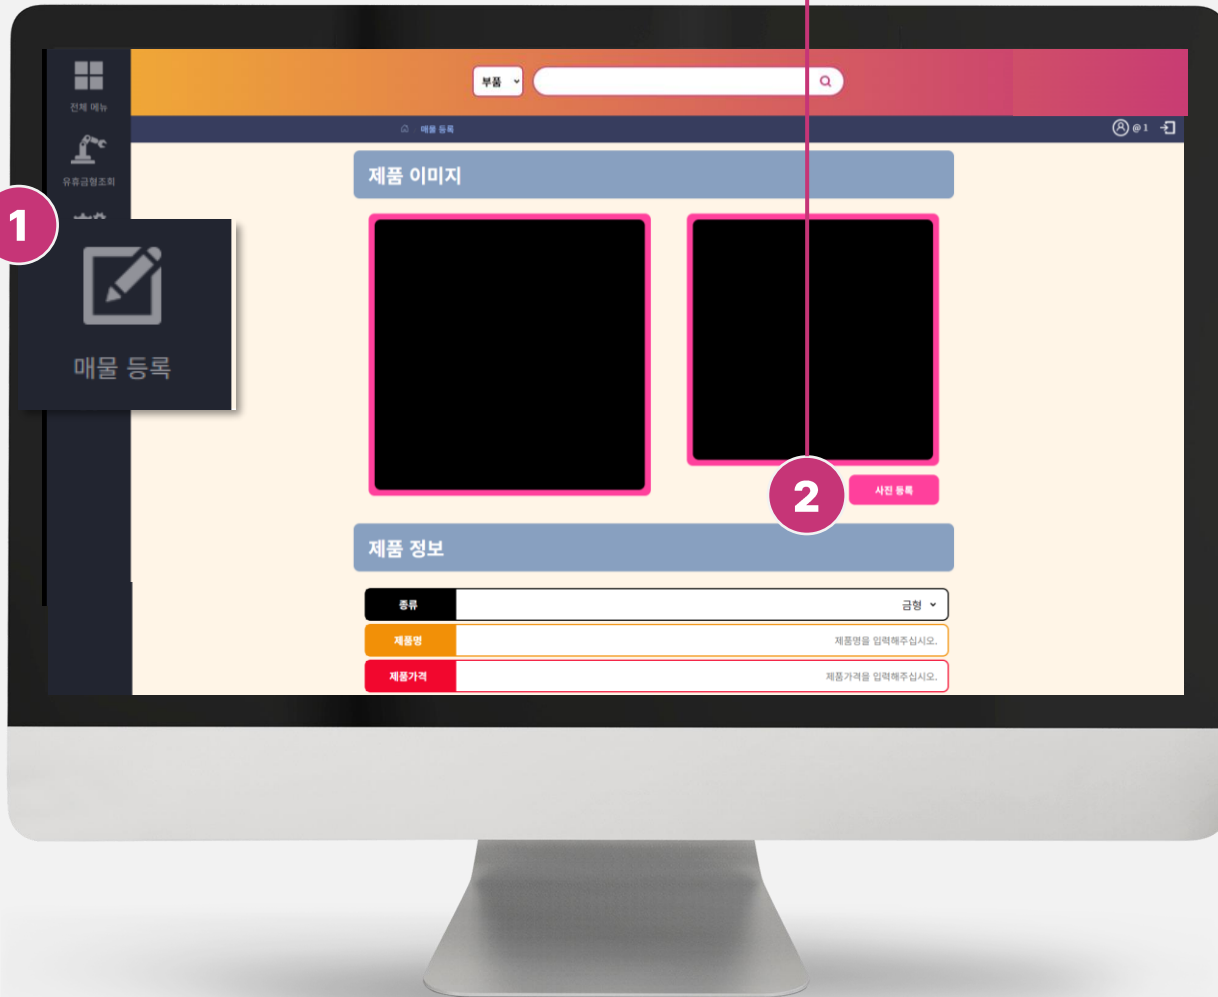 전체 메뉴
부품
매물 등록
@ 1
유휴금형조회
제품 이미지
1
매물 등록
2
사진 등록
제품 정보
종류
금형
제품명
제품명을 입력해주십시오.
제품가격
제품가격을 입력해주십시오.